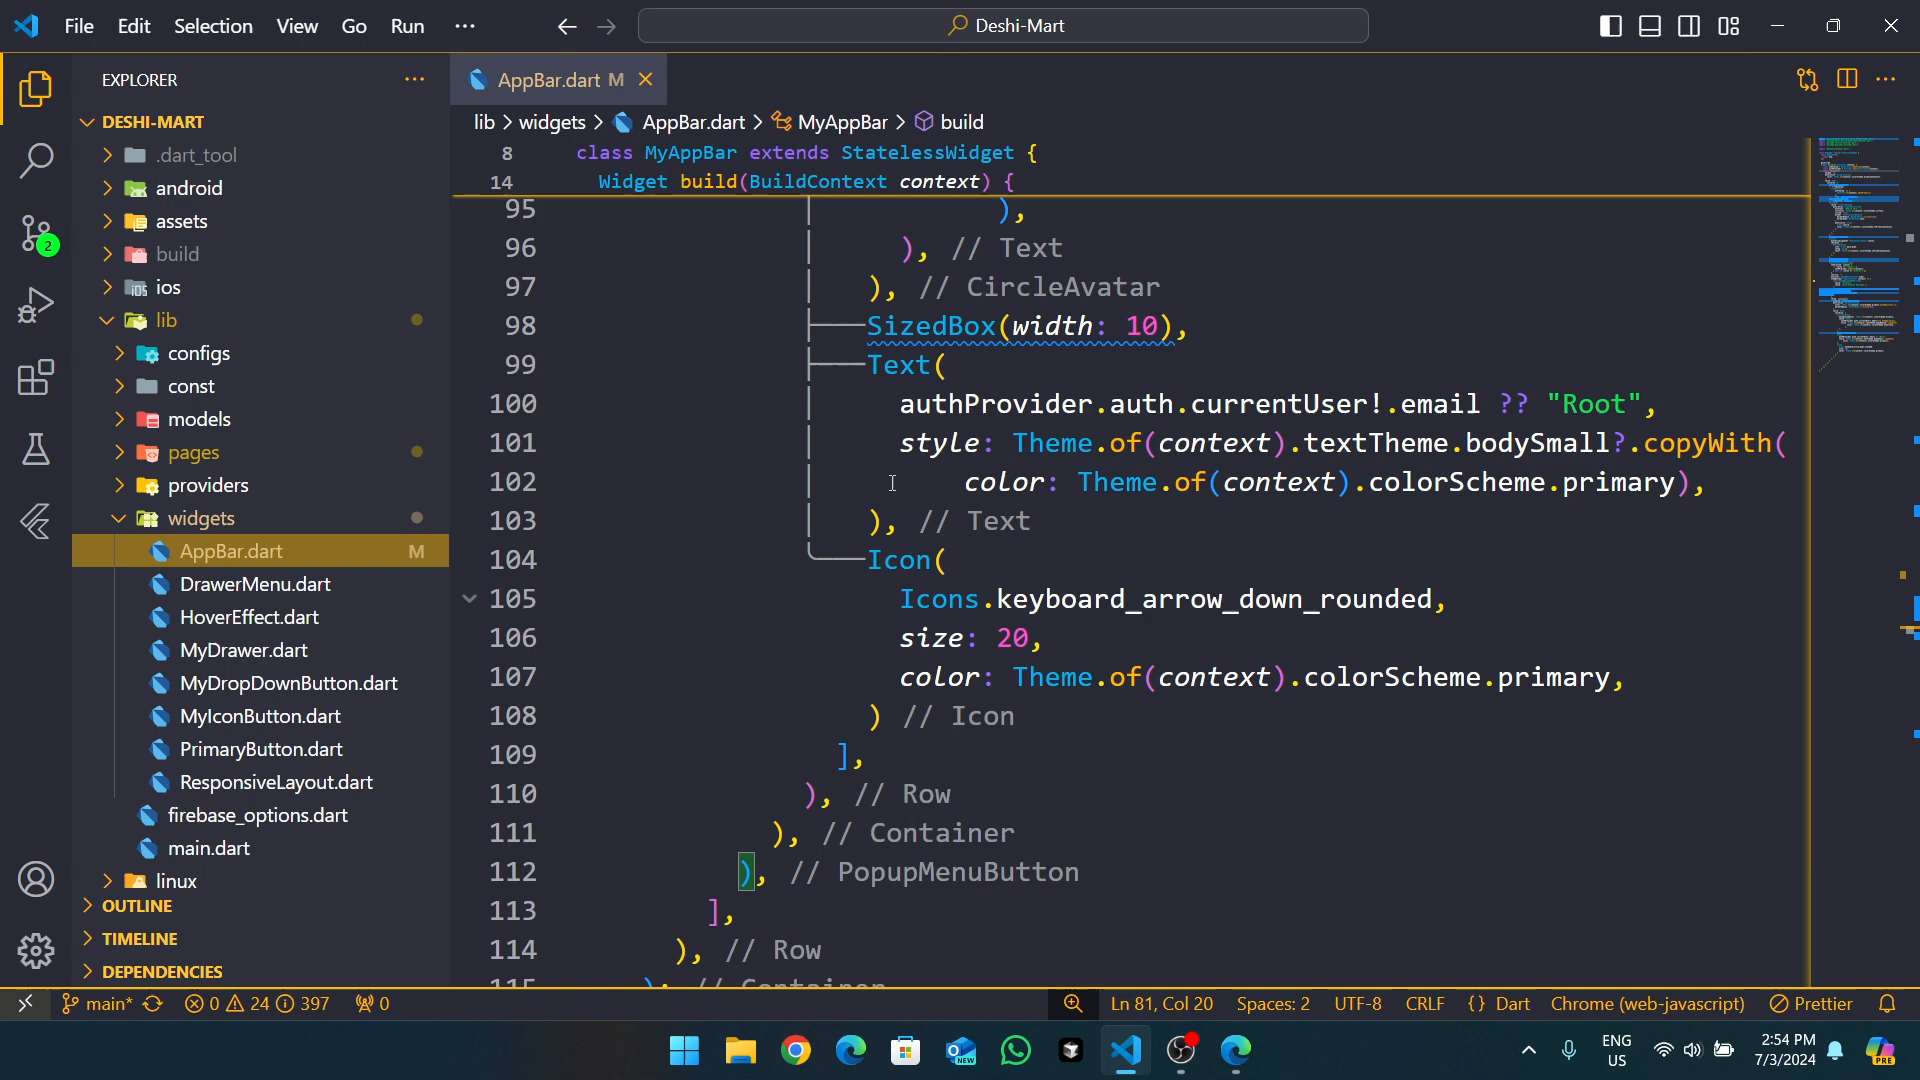 File Edit Selection View Go Run ...
Deshi-Mart
EXPLORER
DESHI-MART
.dart_tool
android
assets
build
ios
lib
configs
const
models
pages
providers
widgets
AppBar.dart M
DrawerMenu.dart
HoverEffect.dart
MyDrawer.dart
MyDropDownButton.dart
MyIconButton.dart
PrimaryButton.dart
ResponsiveLayout.dart
firebase_options.dart
main.dart
linux
OUTLINE
TIMELINE
DEPENDENCIES
2
AppBar.dart M
lib > widgets > AppBar.dart > MyAppBar > build
8 class MyAppBar extends StatelessWidget {
14 Widget build(BuildContext context) {
95 ),
96 ), // Text
97 ), // CircleAvatar
98 SizedBox(width: 10),
99 Text(
100 authProvider.auth.currentUser!.email ?? "Root",
101 style: Theme.of(context).textTheme.bodySmall?.copyWith(
102 color: Theme.of(context).colorScheme.primary),
103 ), // Text
104 Icon(
105 Icons.keyboard_arrow_down_rounded,
106 size: 20,
107 color: Theme.of(context).colorScheme.primary,
108 ) // Icon
109 ],
110 ), // Row
111 ), // Container
112 ), // PopupMenuButton
113 ],
114 ), // Row
115 ); // Container
main* 0 24 397 0
Ln 81, Col 20 Spaces: 2 UTF-8 CRLF {} Dart Chrome (web-javascript) Prettier
ENG
US
2:54 PM
7/3/2024
NEW
PRE